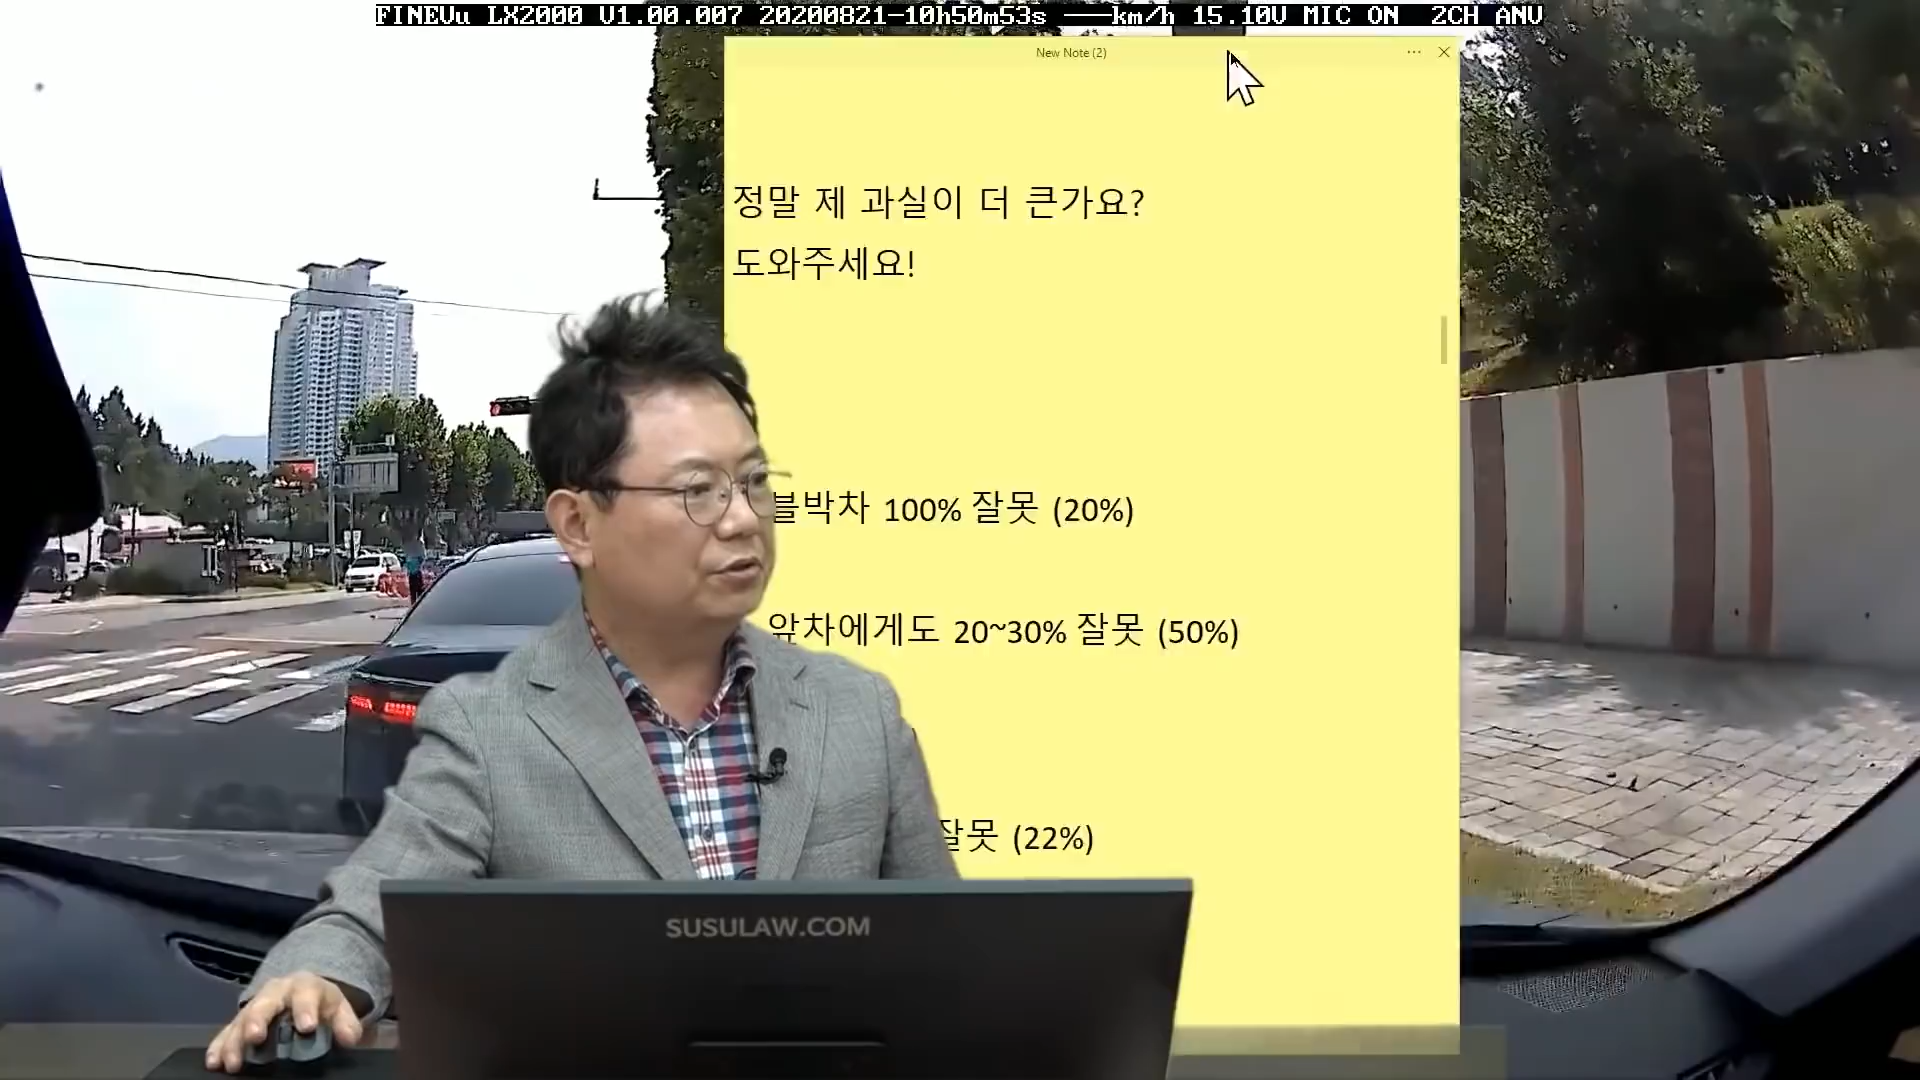 FINEVu LX2000 V1.00.007 20200821-10h50m53s ---km/h 15.10V MIC ON 2CH ANV
New Note (2)
정말 제 과실이 더 큰가요?
도와주세요!
블박차 100% 잘못 (20%)
앞차에게도 20~30% 잘못 (50%)
잘못 (22%)
SUSULAW.COM